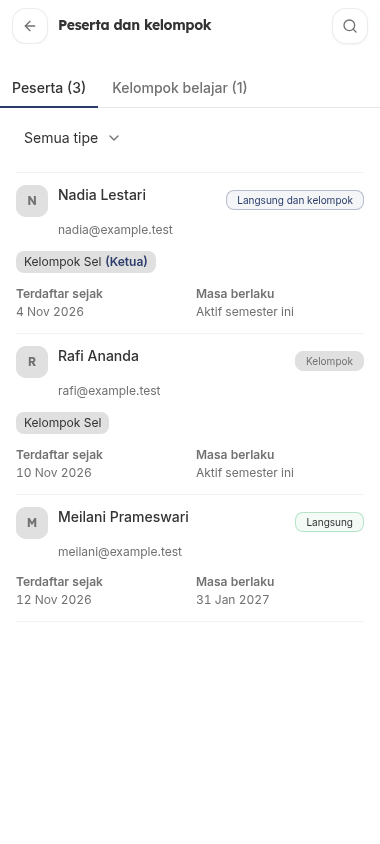 Peserta dan kelompok
Peserta (3)
Kelompok belajar (1)
Semua tipe
N
Nadia Lestari
Langsung dan kelompok
nadia@example.test
Kelompok Sel (Ketua)
Terdaftar sejak
Masa berlaku
4 Nov 2026
Aktif semester ini
R
Rafi Ananda
Kelompok
rafi@example.test
Kelompok Sel
Terdaftar sejak
Masa berlaku
10 Nov 2026
Aktif semester ini
M
Meilani Prameswari
Langsung
meilani@example.test
Terdaftar sejak
Masa berlaku
12 Nov 2026
31 Jan 2027